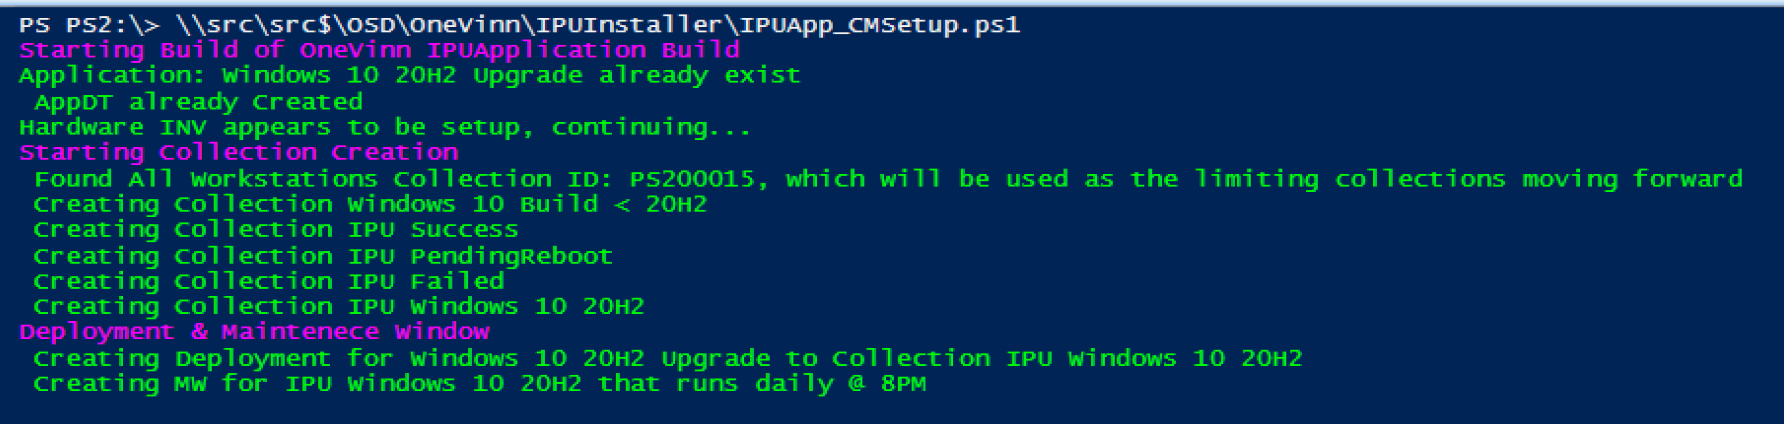 PS PS2:\> \\src\src$\OSD\OneVinn\IPUInstaller\IPUApp_CMSetup.ps1
Starting Build of OneVinn IPUApplication Build
Application: Windows 10 20H2 Upgrade already exist
AppDT already Created
Hardware INV appears to be setup, continuing...
Starting Collection Creation
Found All Workstations Collection ID: PS200015, which will be used as the limiting collections moving forward
Creating Collection Windows 10 Build < 20H2
Creating Collection IPU Success
Creating Collection IPU PendingReboot
Creating Collection IPU Failed
Creating Collection IPU Windows 10 20H2
Deployment & Maintenece Window
Creating Deployment for Windows 10 20H2 Upgrade to Collection IPU Windows 10 20H2
Creating MW for IPU Windows 10 20H2 that runs daily @ 8PM